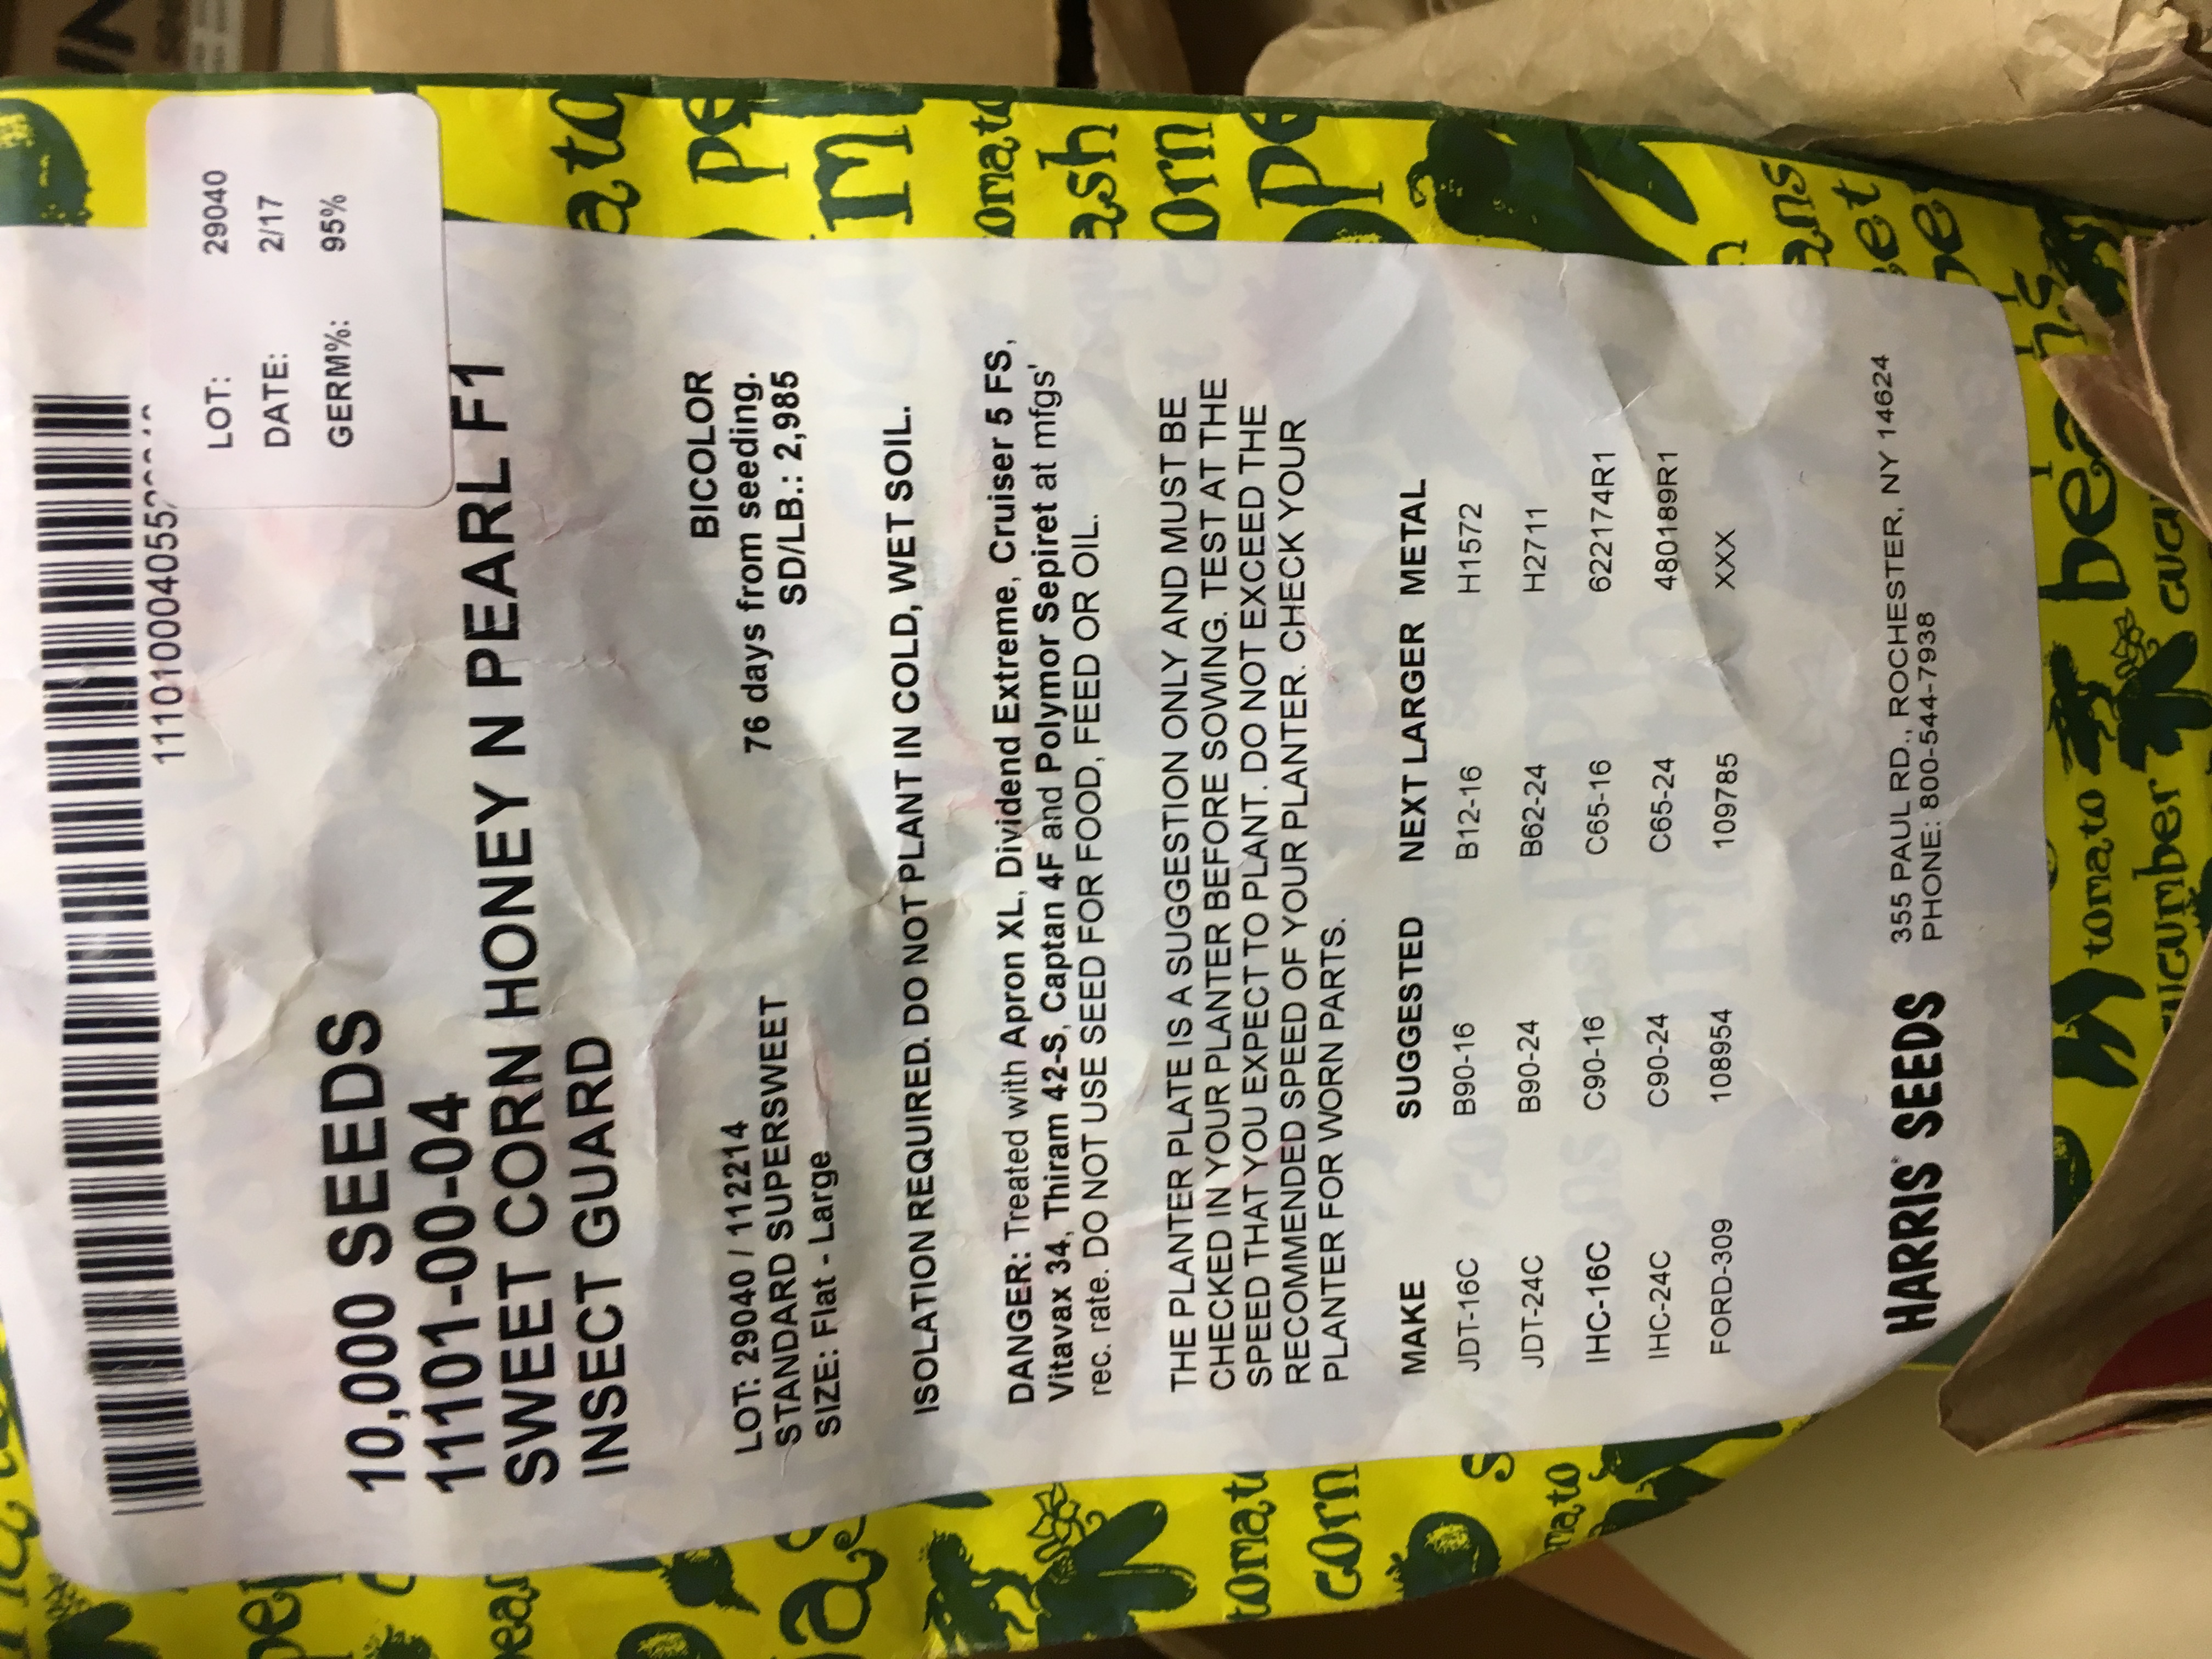 1110100040552
LOT: 29040
DATE: 2/17
GERM%: 95%
10,000 SEEDS
11101-00-04
SWEET CORN HONEY N PEARL F1
INSECT GUARD
LOT: 29040 / 112214
STANDARD SUPERSWEET
SIZE: Flat - Large
BICOLOR
76 days from seeding.
SD/LB.: 2,985
ISOLATION REQUIRED. DO NOT PLANT IN COLD, WET SOIL.
DANGER: Treated with Apron XL, Dividend Extreme, Cruiser 5 FS,
Vitavax 34, Thiram 42-S, Captan 4F and Polymor Sepiret at mfgs'
rec. rate. DO NOT USE SEED FOR FOOD, FEED OR OIL.
THE PLANTER PLATE IS A SUGGESTION ONLY AND MUST BE
CHECKED IN YOUR PLANTER BEFORE SOWING. TEST AT THE
SPEED THAT YOU EXPECT TO PLANT. DO NOT EXCEED THE
RECOMMENDED SPEED OF YOUR PLANTER. CHECK YOUR
PLANTER FOR WORN PARTS.
MAKE SUGGESTED NEXT LARGER METAL
JDT-16C B90-16 B12-16 H1572
JDT-24C B90-24 B62-24 H2711
IHC-16C C90-16 C65-16 622174R1
IHC-24C C90-24 C65-24 480189R1
FORD-309 108954 109785 XXX
HARRIS® SEEDS
355 PAUL RD., ROCHESTER, NY 14624
PHONE: 800-544-7938
tomato
corn
tomato
cucumber